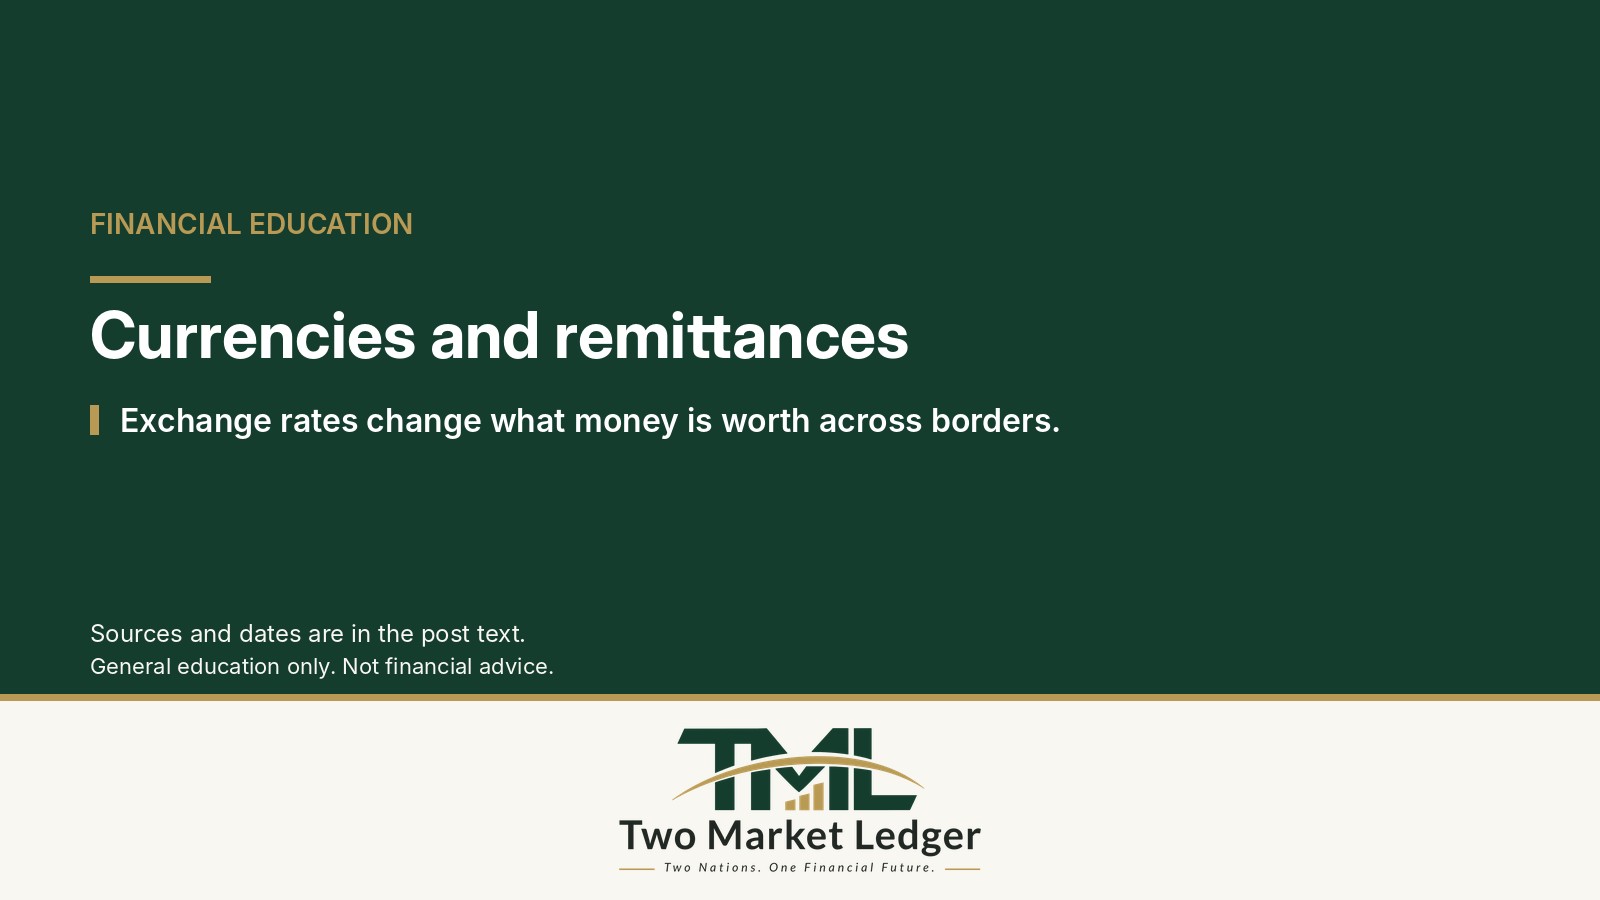 FINANCIAL EDUCATION
Currencies and remittances
Exchange rates change what money is worth across borders.
Sources and dates are in the post text.
General education only. Not financial advice.
TML
Two Market Ledger
Two Nations. One Financial Future.